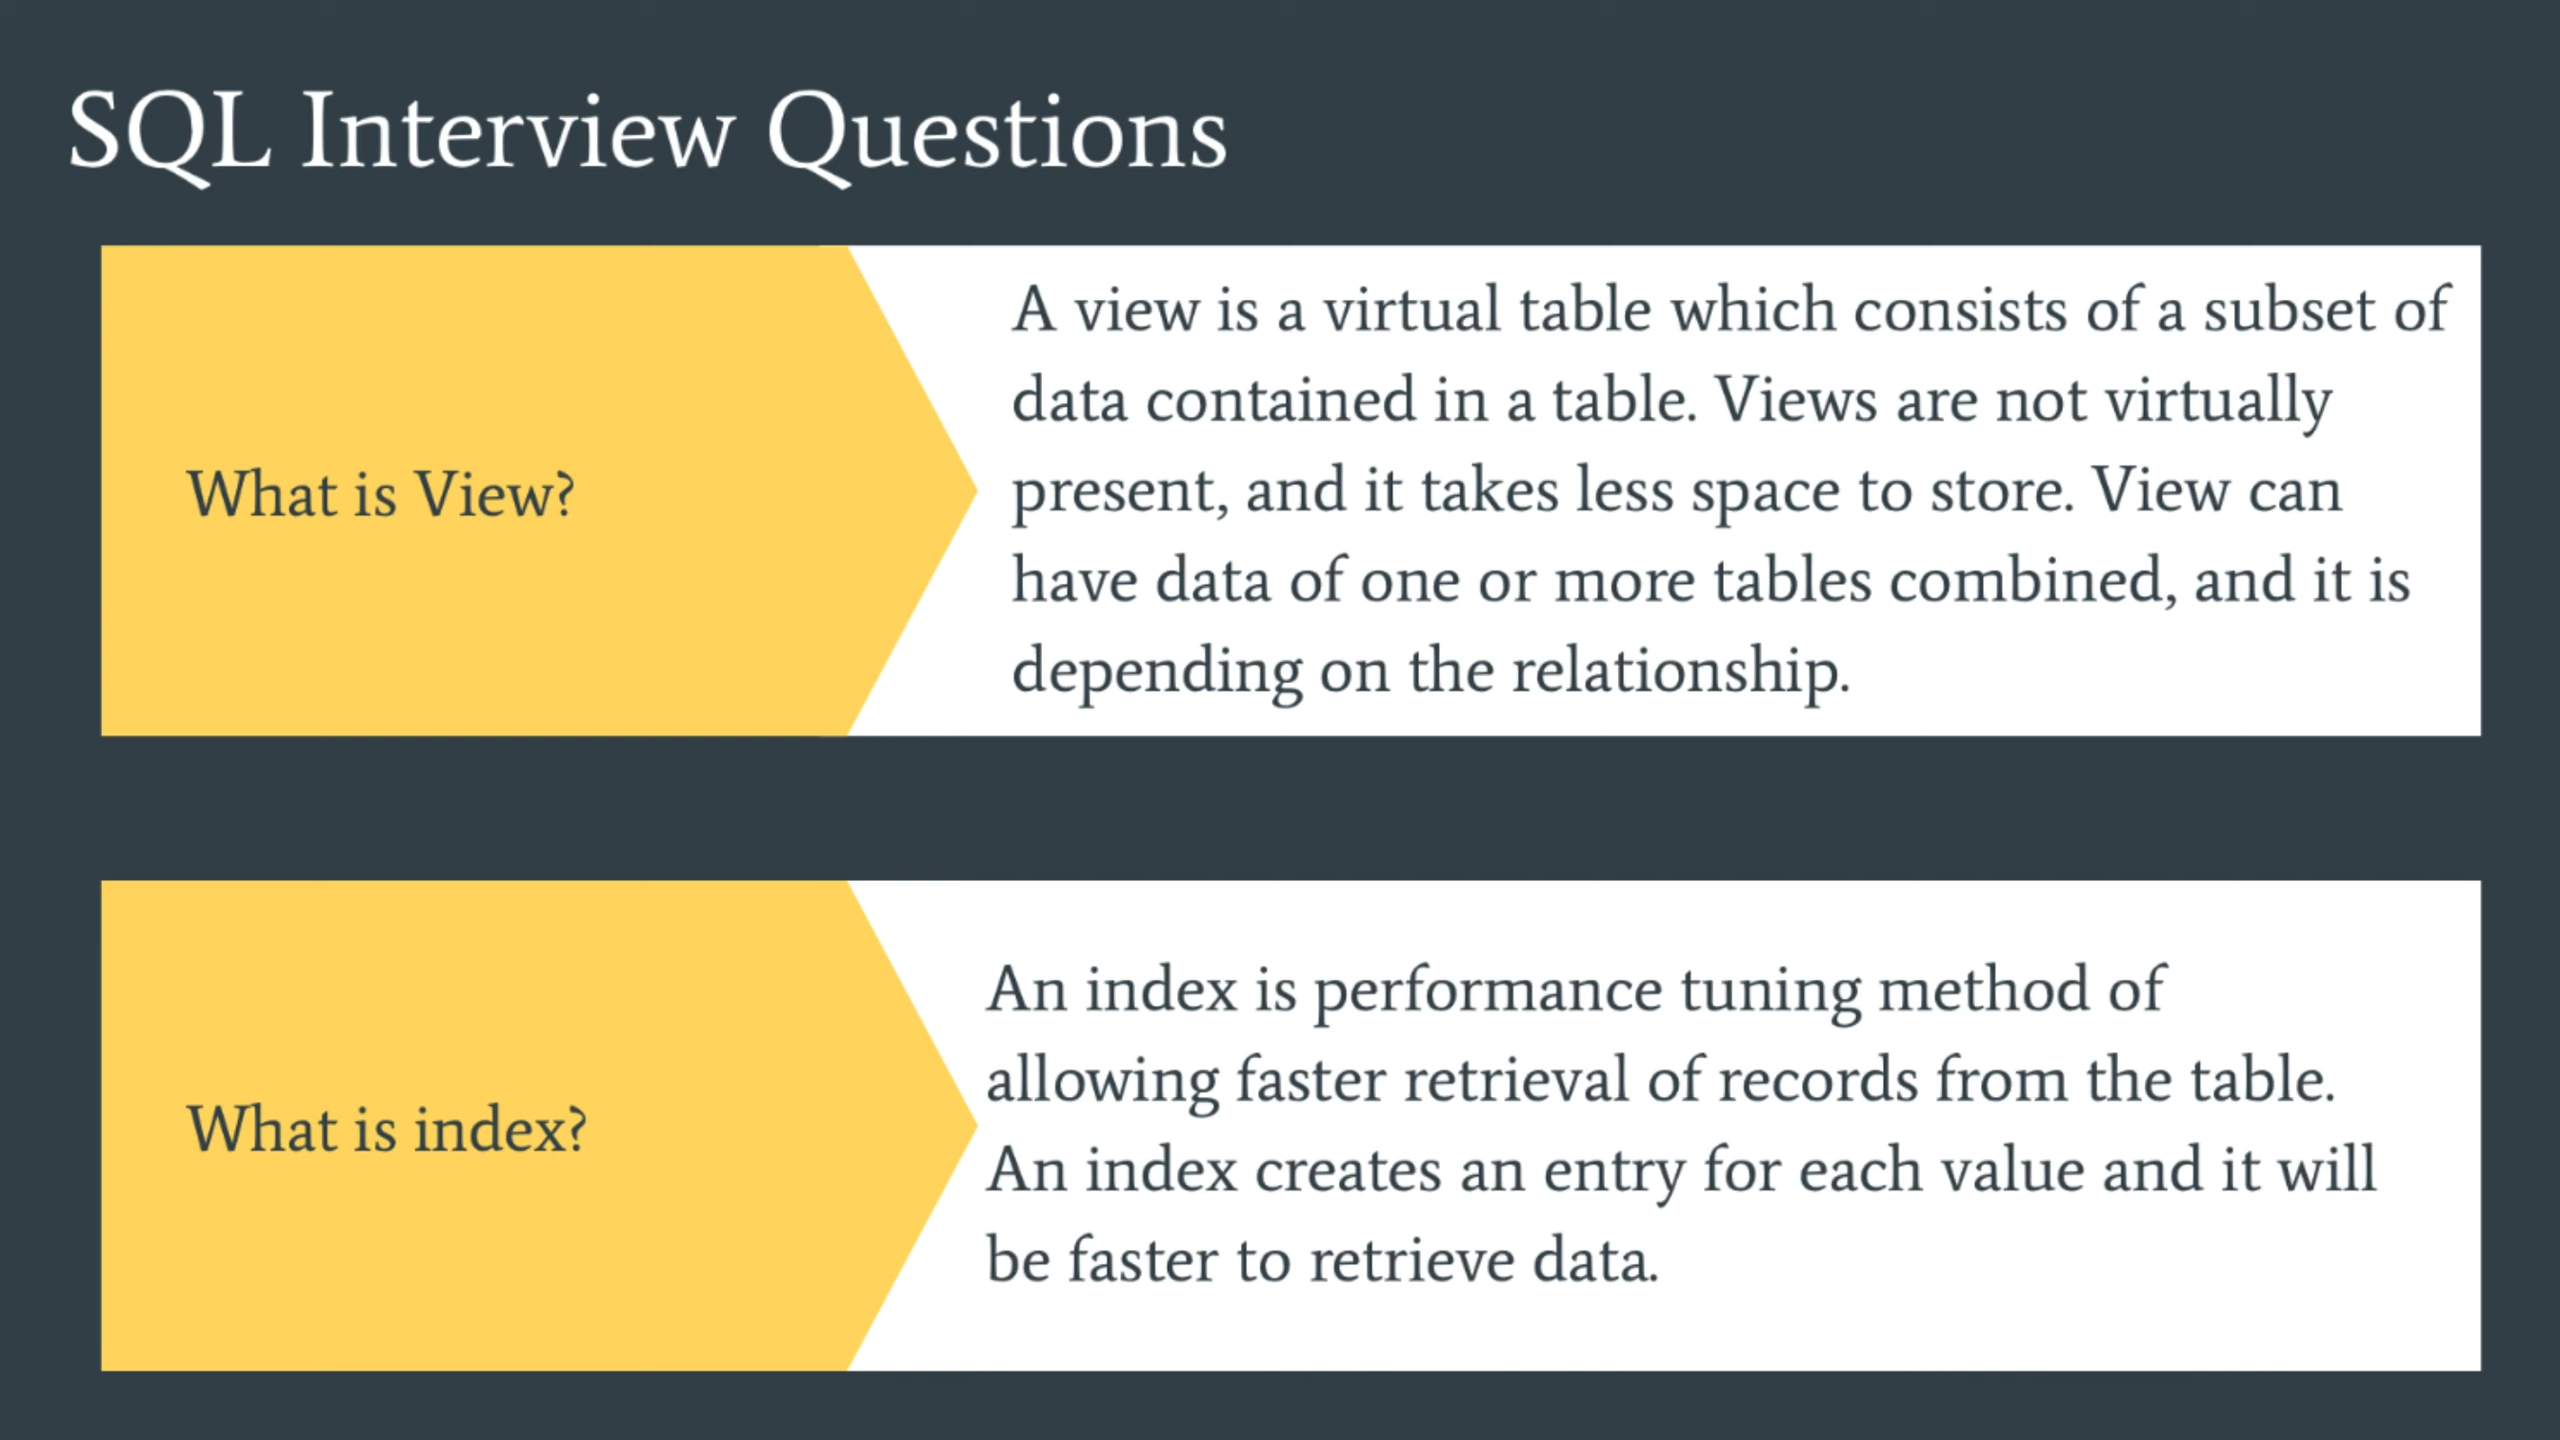 SQL Interview Questions
What is View?
A view is a virtual table which consists of a subset of
data contained in a table. Views are not virtually
present, and it takes less space to store. View can
have data of one or more tables combined, and it is
depending on the relationship.
What is index?
An index is performance tuning method of
allowing faster retrieval of records from the table.
An index creates an entry for each value and it will
be faster to retrieve data.